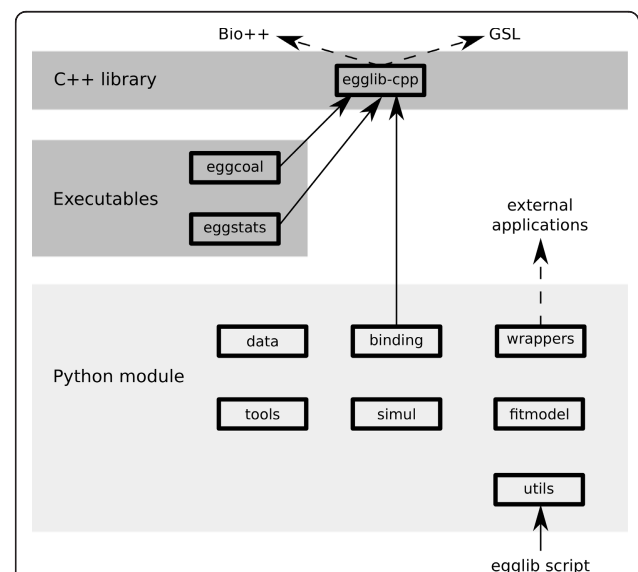 Bio++
GSL
C++ library
egglib-cpp
eggcoal
Executables
eggstats
external
applications
data
binding
wrappers
Python module
tools
simul
fitmodel
utils
egglib script